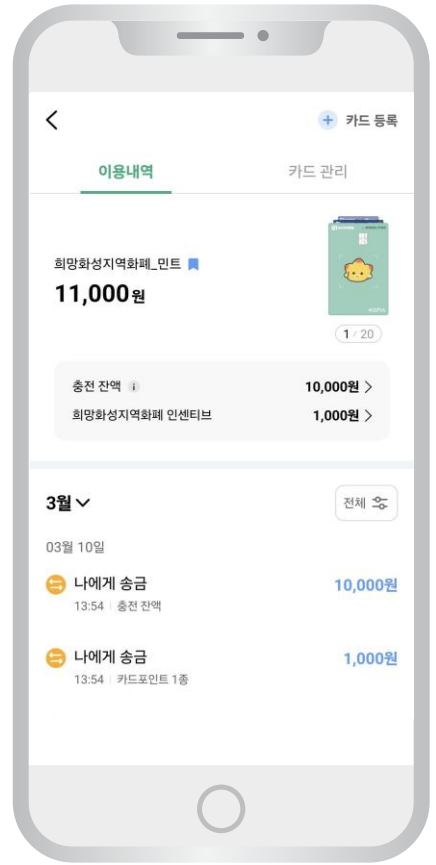 + 카드 등록
이용내역 카드 관리
희망화성지역화폐_민트
11,000원
1 / 20
충전 잔액 i 10,000원 >
희망화성지역화폐 인센티브 1,000원 >
3월
전체
03월 10일
나에게 송금 10,000원
13:54 | 충전 잔액
나에게 송금 1,000원
13:54 | 카드포인트 1종